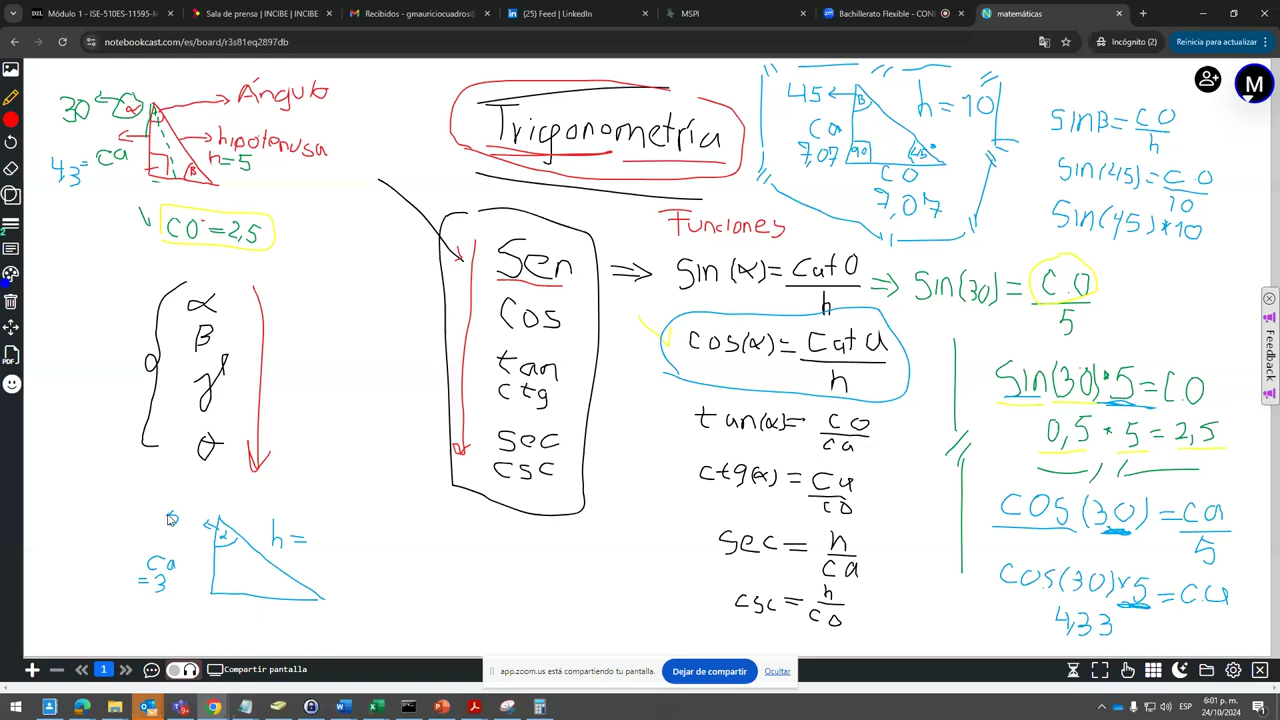 Módulo 1 - ISE-510ES-11595-M
Sala de prensa | INCIBE | INCIBE
Recibidos - gmauriciocuadros@
(5) Feed | LinkedIn
MSPI
Bachillerato Flexible - CON
matemáticas
notebookcast.com/es/board/r3s81eq2897db
Incógnito (2)
Reinicia para actualizar
30
α
Ángulo
hipotenusa
h=5
ca
4,3=
B
CO=2,5
Trigonometría
45
B
h=10
Ca
7,07
90
45°
CO
7,07
SinB=CO/h
Sin(45)=C.O/10
Sin(45)*10
Funciones
Sen
Cos
tan
ctg
sec
csc
Sin(α)=Cat O/h
Sin(30)=C.O/5
cos(α)=Cat a/h
tan(α)=CO/ca
ctg(α)=Ca/CO
Sec=h/ca
csc=h/CO
Sin(30)*5=C.O
0,5*5=2,5
COS(30)=ca/5
COS(30)*5=c.a
4,33
α
β
γ
θ
α
h=
Ca
=3
M
Feedback
1
Compartir pantalla
app.zoom.us está compartiendo tu pantalla.
Dejar de compartir
Ocultar
ESP
6:01 p. m.
24/10/2024